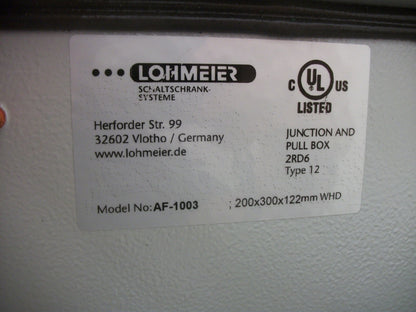 LOHMEIER
SCHALTSCHRANK-
SYSTEME
Herforder Str. 99
32602 Vlotho / Germany
www.lohmeier.de
C UL US
LISTED
JUNCTION AND
PULL BOX
2RD6
Type 12
Model No: AF-1003 ; 200x300x122mm WHD